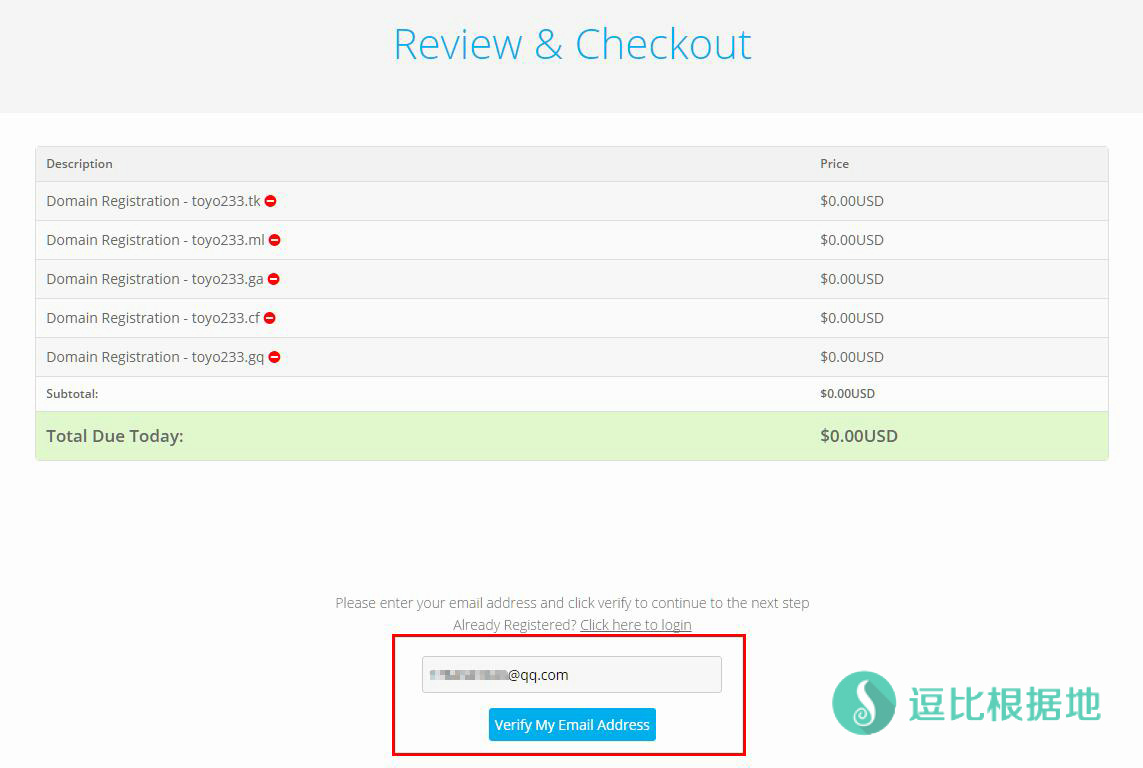 Review & Checkout
Description Price
Domain Registration - toyo233.tk $0.00USD
Domain Registration - toyo233.ml $0.00USD
Domain Registration - toyo233.ga $0.00USD
Domain Registration - toyo233.cf $0.00USD
Domain Registration - toyo233.gq $0.00USD
Subtotal: $0.00USD
Total Due Today: $0.00USD
Please enter your email address and click verify to continue to the next step
Already Registered? Click here to login
@qq.com
Verify My Email Address
逗比根据地